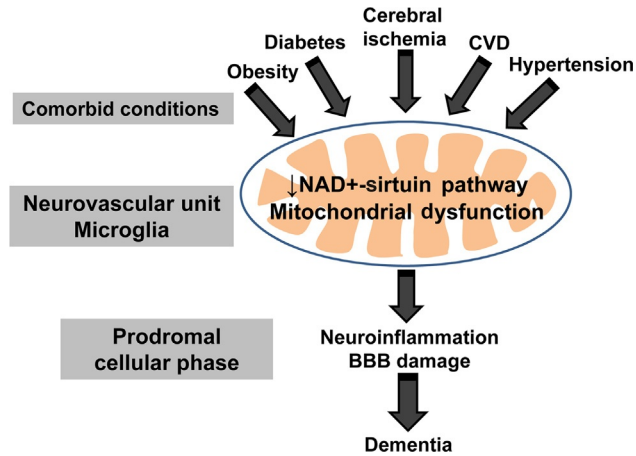 Cerebral
ischemia
Diabetes
CVD
Obesity
Hypertension
Comorbid conditions
↓NAD+-sirtuin pathway
Mitochondrial dysfunction
Neurovascular unit
Microglia
Prodromal
cellular phase
Neuroinflammation
BBB damage
Dementia